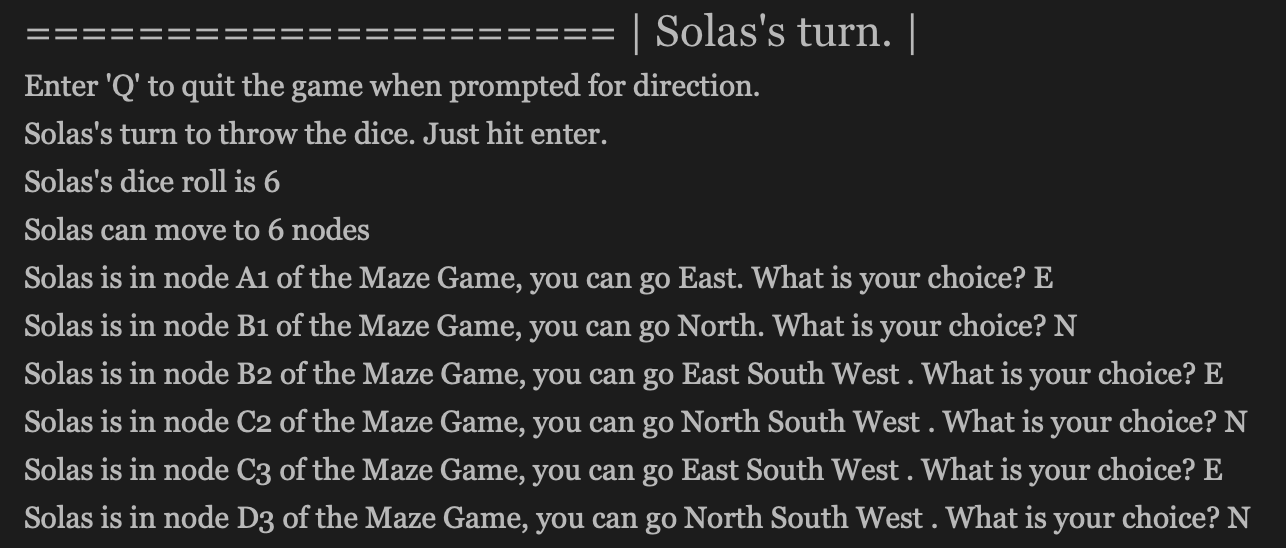 ===================== | Solas's turn. |
Enter 'Q' to quit the game when prompted for direction.
Solas's turn to throw the dice. Just hit enter.
Solas's dice roll is 6
Solas can move to 6 nodes
Solas is in node A1 of the Maze Game, you can go East. What is your choice? E
Solas is in node B1 of the Maze Game, you can go North. What is your choice? N
Solas is in node B2 of the Maze Game, you can go East South West . What is your choice? E
Solas is in node C2 of the Maze Game, you can go North South West . What is your choice? N
Solas is in node C3 of the Maze Game, you can go East South West . What is your choice? E
Solas is in node D3 of the Maze Game, you can go North South West . What is your choice? N